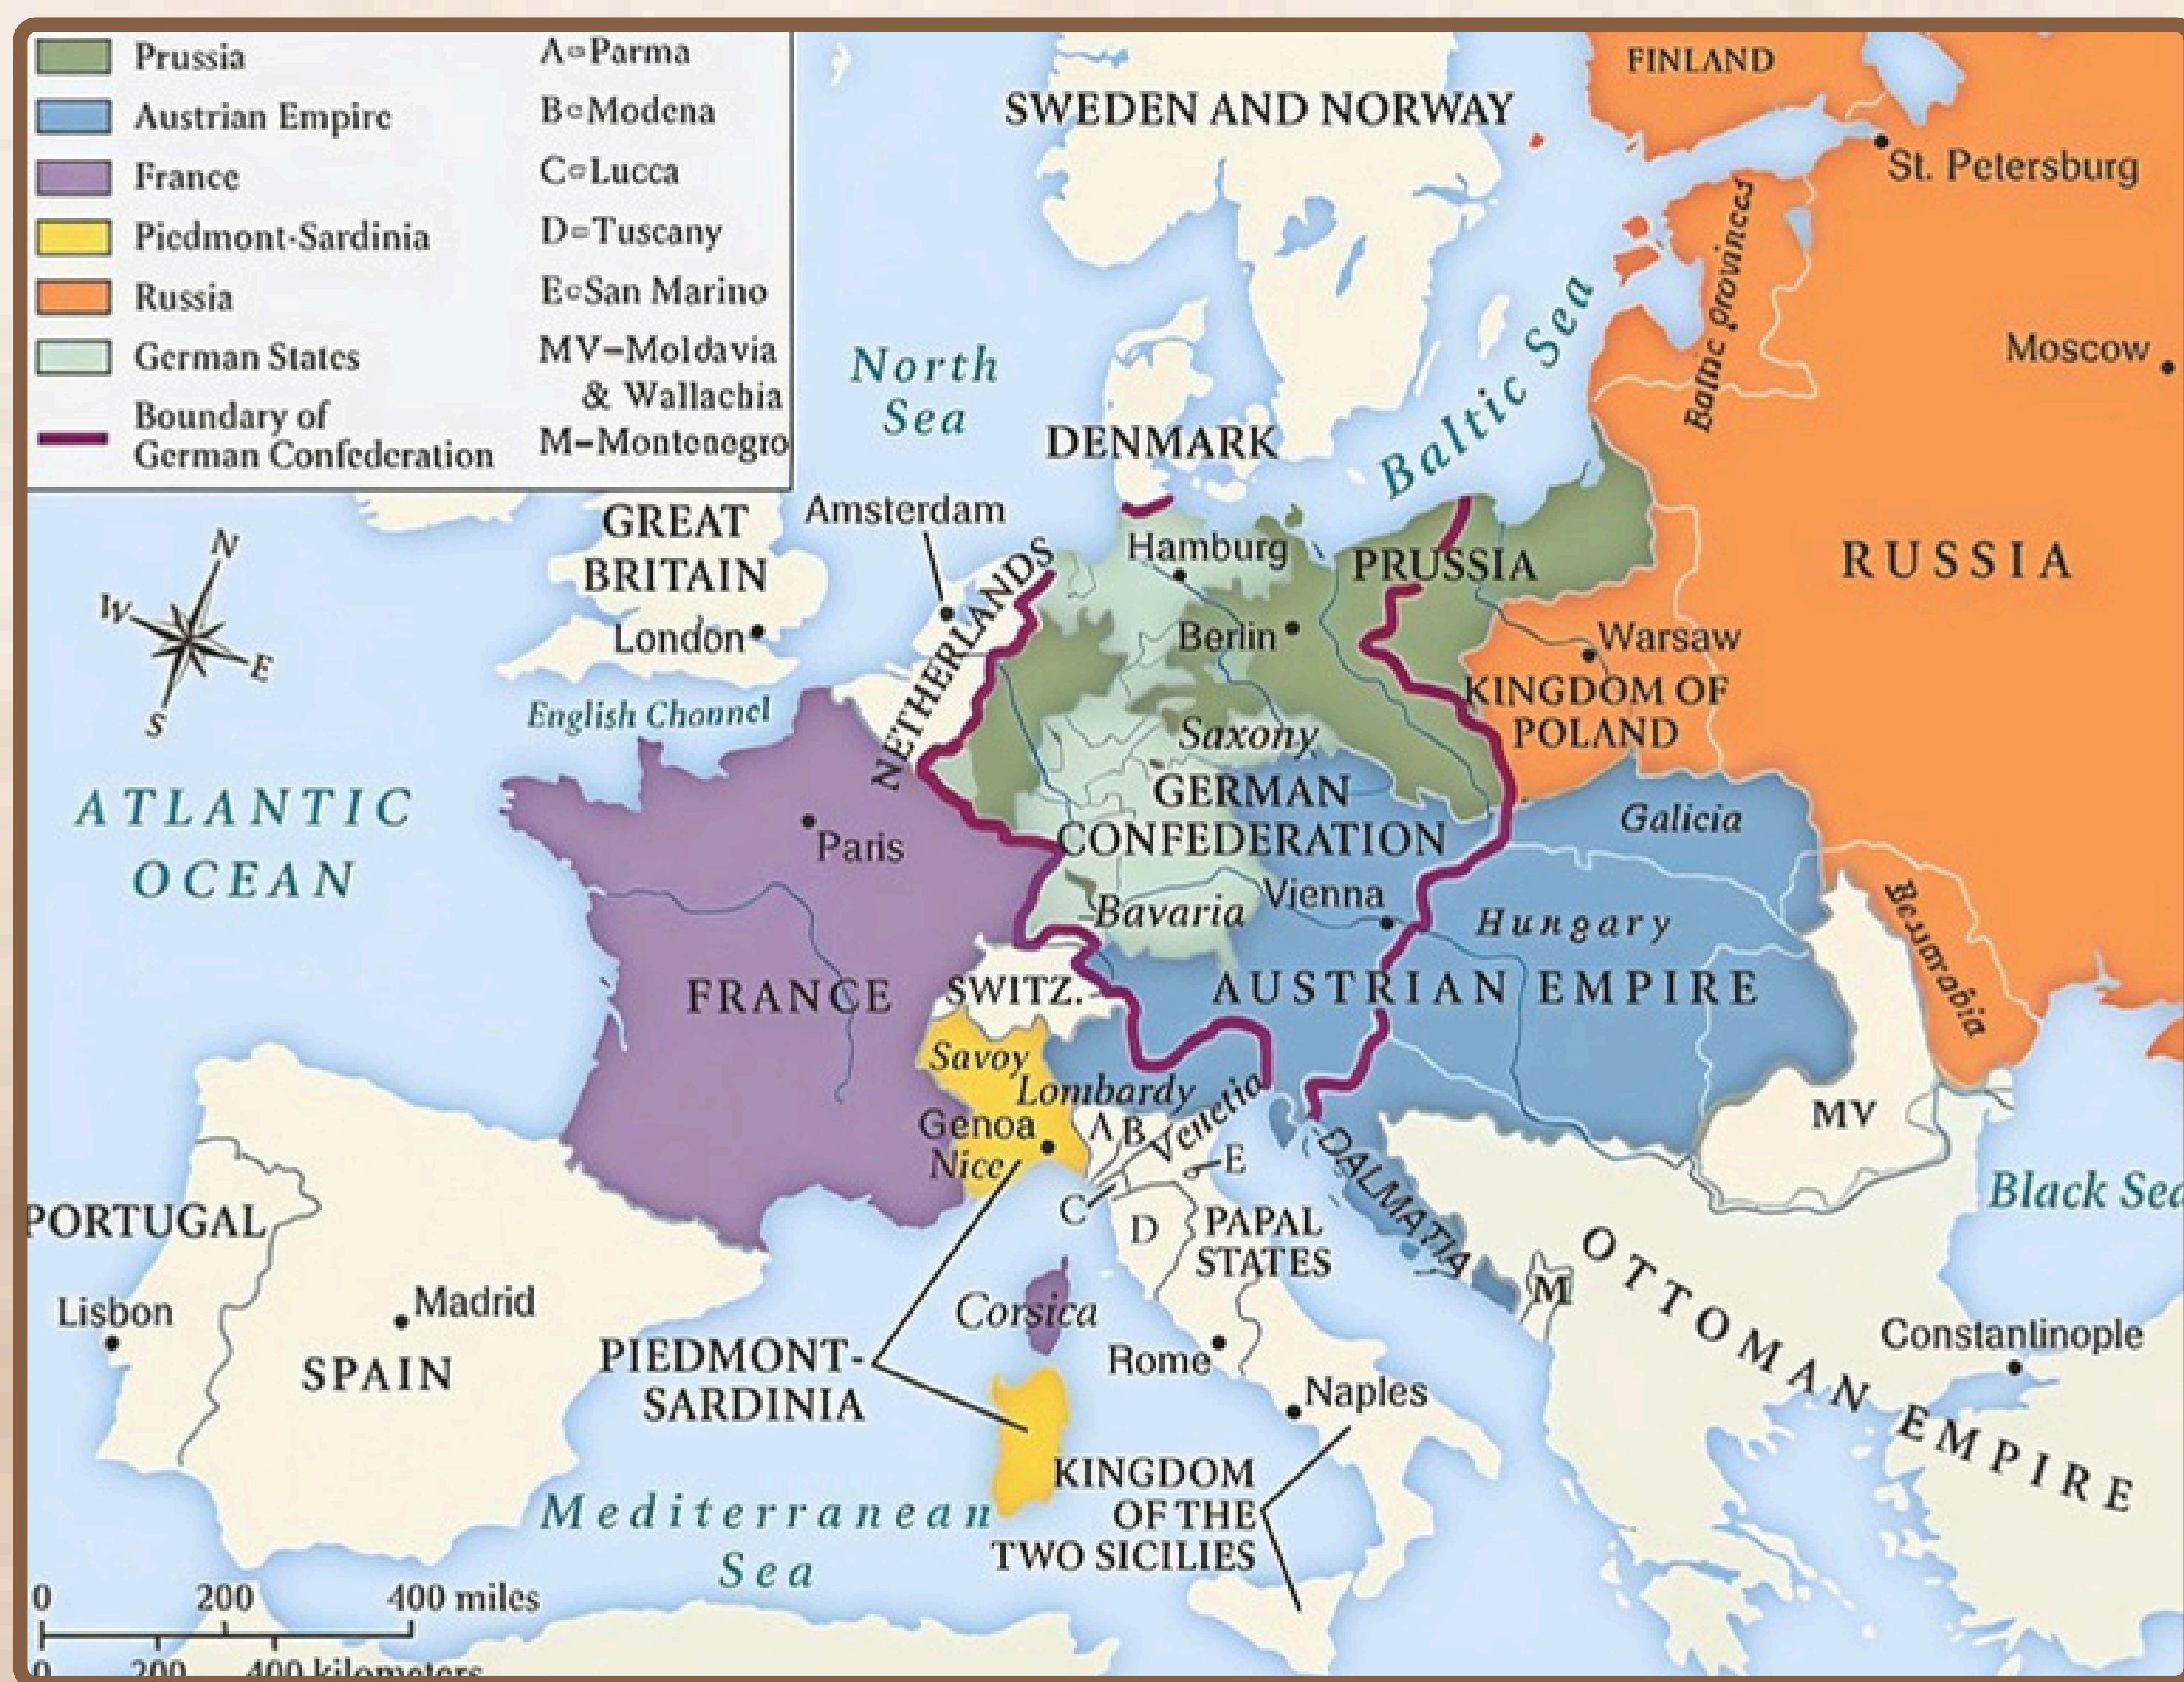 Prussia
Austrian Empire
France
Piedmont-Sardinia
Russia
German States
Boundary of
German Confederation
A=Parma
B=Modena
C=Lucca
D=Tuscany
E=San Marino
MV=Moldavia
& Wallachia
M=Montenegro
FINLAND
SWEDEN AND NORWAY
St. Petersburg
Moscow
North
Sea
Baltic Sea
DENMARK
GREAT
BRITAIN
London
Amsterdam
NETHERLANDS
Hamburg
PRUSSIA
RUSSIA
Berlin
Warsaw
KINGDOM OF
POLAND
N
W
E
S
English Channel
ATLANTIC
OCEAN
Saxony
GERMAN
CONFEDERATION
Galicia
Paris
Bavaria
Vienna
Hungary
Bessarabia
FRANCE
SWITZ.
AUSTRIAN EMPIRE
Savoy
Lombardy
Venetia
Genoa
Nice
A
B
C
D
E
MV
DALMATIA
Black Sea
PORTUGAL
PAPAL
STATES
OTTOMAN EMPIRE
M
Lisbon
Madrid
SPAIN
Corsica
PIEDMONT-
SARDINIA
Rome
Naples
Constantinople
KINGDOM
OF THE
TWO SICILIES
Mediterranean
Sea
0 200 400 miles
0 200 400 kilometers